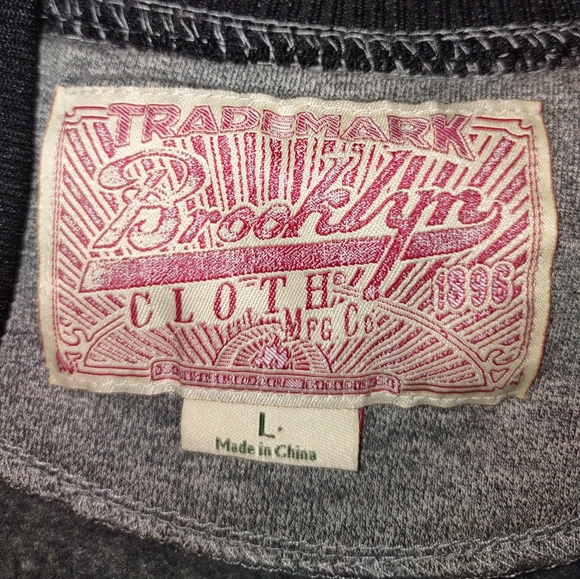 TRADEMARK
Brooklyn
CLOTH
1896
MFG Co
L
Made in China